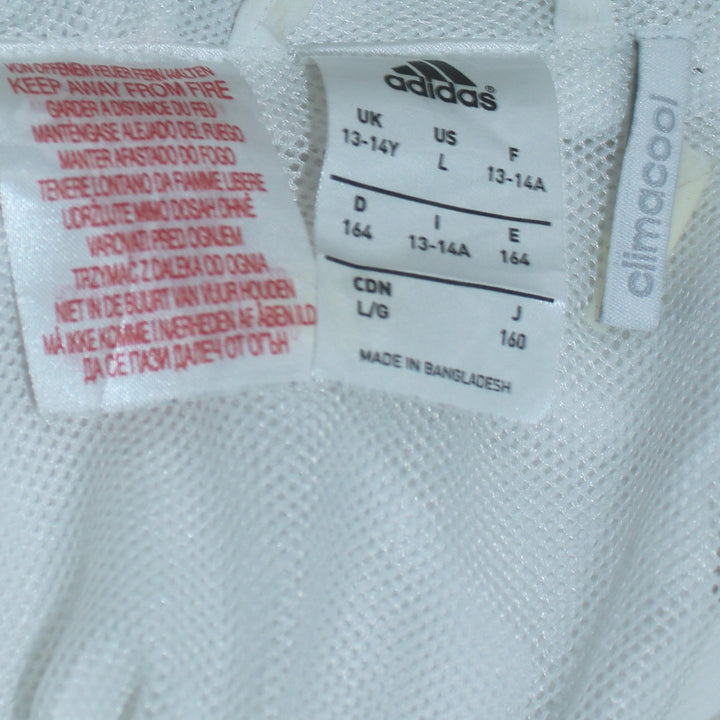 VON OFFENEM FEUER FERN HALTEN
KEEP AWAY FROM FIRE
GARDER A DISTANCE DU FEU
MANTENGASE ALEJADO DEL FUEGO
MANTER AFASTADO DO FOGO
TENERE LONTANO DA FIAMME LIBERE
UDRŽUJTE MIMO DOSAH OHNĚ
VAROVATI PRED OGNJEM
TRZYMAĆ Z DALEKA OD OGNIA
NIET IN DE BUURT VAN VUUR HOUDEN
MÅ IKKE KOMME I NÆRHEDEN AF ÅBEN ILD
ДА СЕ ПАЗИ ДАЛЕЧ ОТ ОГЪН
adidas®
UK US F
13-14Y L 13-14A
D I E
164 13-14A 164
CDN J
L/G 160
MADE IN BANGLADESH
climacool